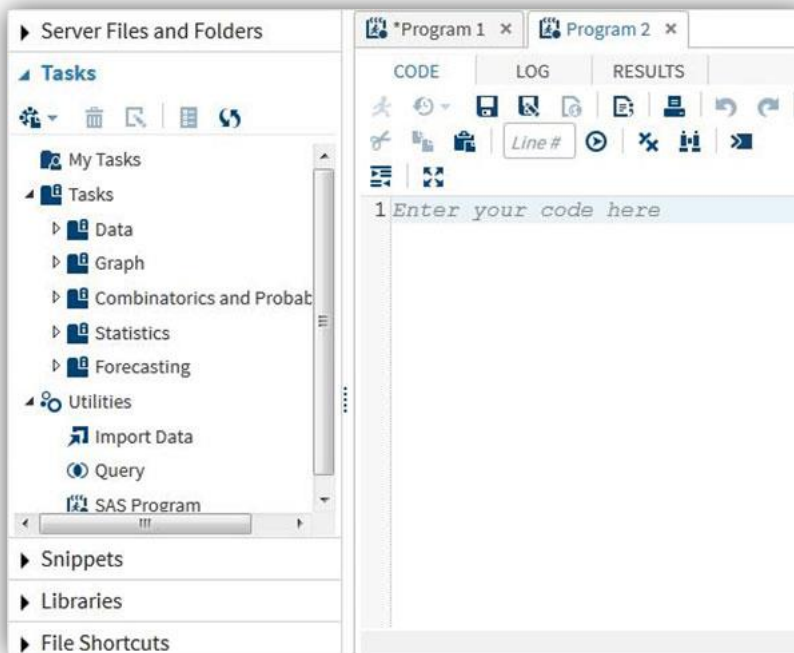 Server Files and Folders
Tasks
My Tasks
Tasks
Data
Graph
Combinatorics and Probab
Statistics
Forecasting
Utilities
Import Data
Query
SAS Program
Snippets
Libraries
File Shortcuts
*Program 1 ×
Program 2 ×
CODE LOG RESULTS
Line #
1 Enter your code here